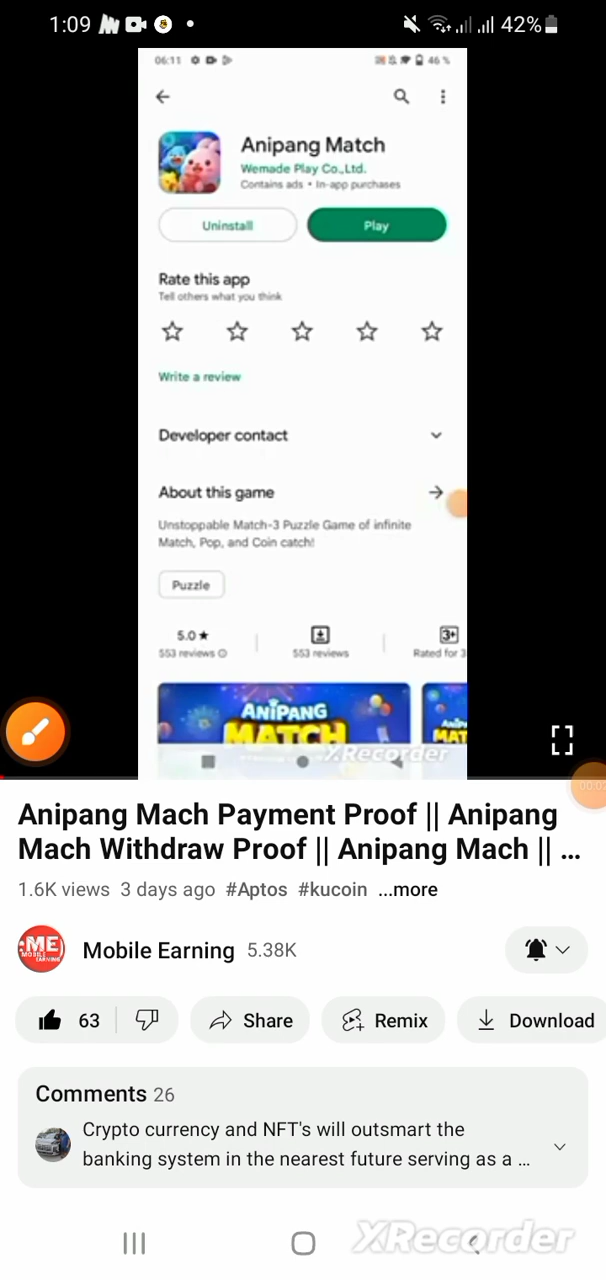 1:09
42%
06:11
46%
Anipang Match
Wemade Play Co.,Ltd.
Contains ads • In-app purchases
Uninstall
Play
Rate this app
Tell others what you think
Write a review
Developer contact
About this game
Unstoppable Match-3 Puzzle Game of infinite
Match, Pop, and Coin catch!
Puzzle
5.0★
3+
553 reviews
553 reviews
Rated for 3
ANIPANG
MATCH
XRecorder
Anipang Mach Payment Proof || Anipang
Mach Withdraw Proof || Anipang Mach || ...
1.6K views 3 days ago #Aptos #kucoin ...more
:ME
MOBILE
EARNING
Mobile Earning 5.38K
63
Share
Remix
Download
Comments 26
Crypto currency and NFT's will outsmart the
banking system in the nearest future serving as a ...
XRecorder